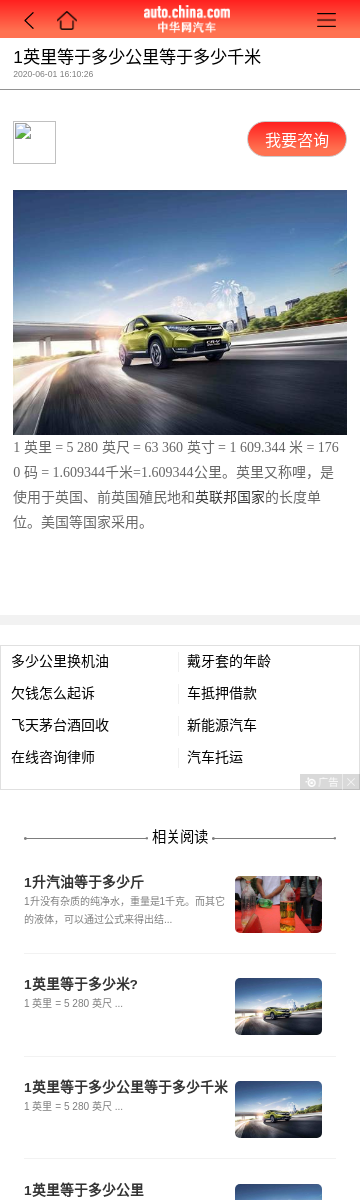 auto.china.com
中华网汽车
1英里等于多少公里等于多少千米
2020-06-01 16:10:26
我要咨询
1 英里 = 5 280 英尺 = 63 360 英寸 = 1 609.344 米 = 176
0 码 = 1.609344千米=1.609344公里。英里又称哩，是
使用于英国、前英国殖民地和英联邦国家的长度单
位。美国等国家采用。
多少公里换机油
戴牙套的年龄
欠钱怎么起诉
车抵押借款
飞天茅台酒回收
新能源汽车
在线咨询律师
汽车托运
广告
相关阅读
1升汽油等于多少斤
1升没有杂质的纯净水，重量是1千克。而其它
的液体，可以通过公式来得出结...
1英里等于多少米?
1 英里 = 5 280 英尺 ...
1英里等于多少公里等于多少千米
1 英里 = 5 280 英尺 ...
1英里等于多少公里